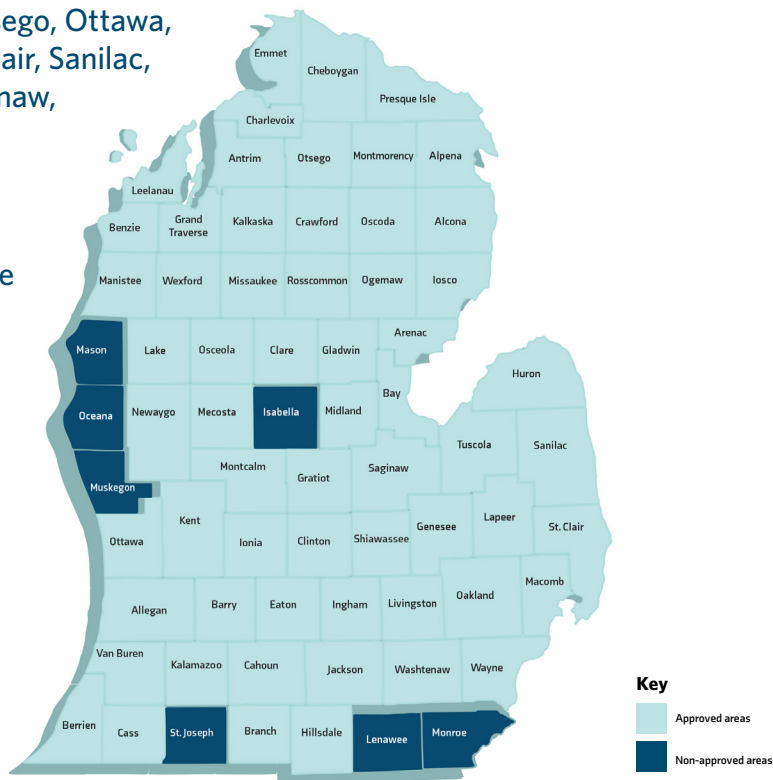 sego, Ottawa,
air, Sanilac,
naw,
e
Emmet
Cheboygan
Presque Isle
Charlevoix
Antrim
Otsego
Montmorency
Alpena
Leelanau
Benzie
Grand
Traverse
Kalkaska
Crawford
Oscoda
Alcona
Manistee
Wexford
Missaukee
Rosscommon
Ogemaw
Iosco
Mason
Lake
Osceola
Clare
Gladwin
Arenac
Huron
Oceana
Newaygo
Mecosta
Isabella
Midland
Bay
Tuscola
Sanilac
Muskegon
Montcalm
Gratiot
Saginaw
Ottawa
Kent
Ionia
Clinton
Shiawassee
Genesee
Lapeer
St. Clair
Allegan
Barry
Eaton
Ingham
Livingston
Oakland
Macomb
Van Buren
Kalamazoo
Cahoun
Jackson
Washtenaw
Wayne
Berrien
Cass
St. Joseph
Branch
Hillsdale
Lenawee
Monroe
Key
Approved areas
Non-approved areas